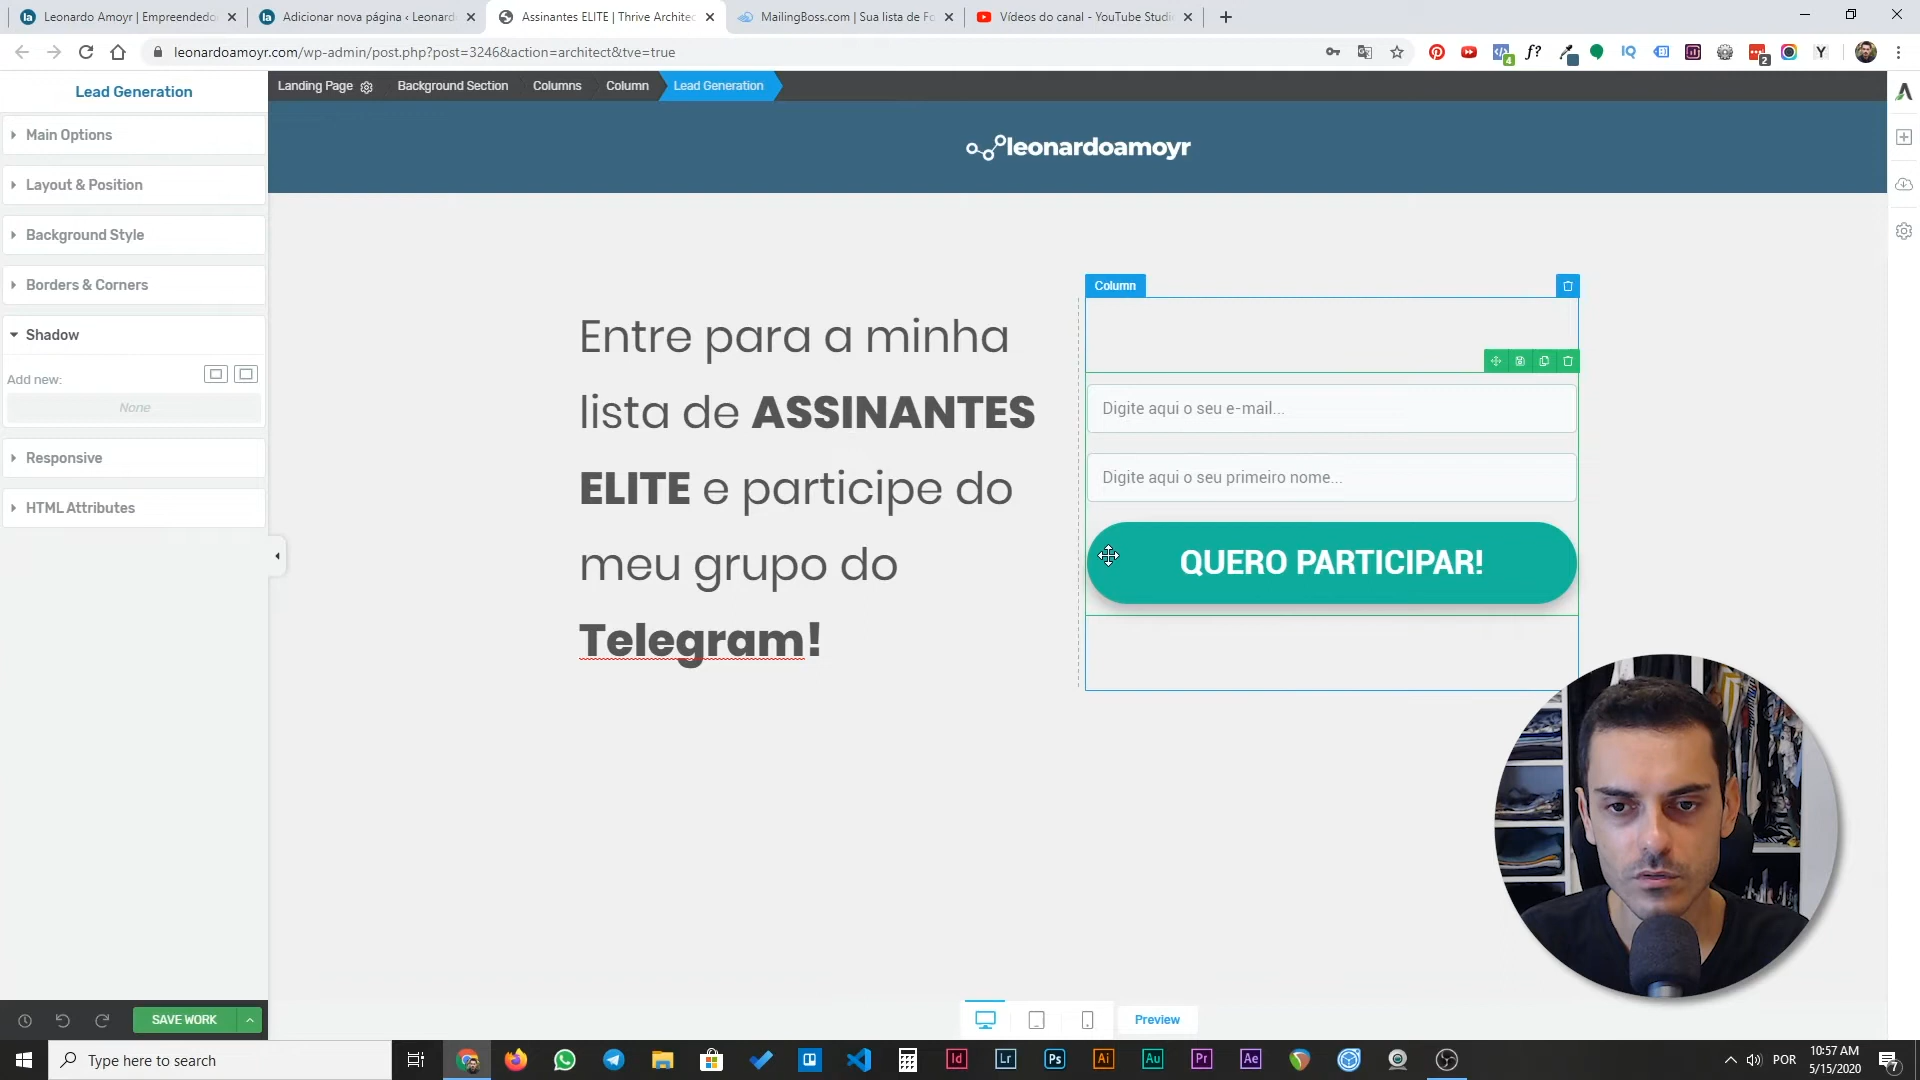 Leonardo Amoyr | Empreendedo
Adicionar nova página ‹ Leonard
Assinantes ELITE | Thrive Architec
MailingBoss.com | Sua lista de Fo
Vídeos do canal - YouTube Studi
leonardoamoyr.com/wp-admin/post.php?post=3246&action=architect&tve=true
Lead Generation
Landing Page
Background Section
Columns
Column
Lead Generation
Main Options
Layout & Position
Background Style
Borders & Corners
Shadow
Add new:
None
Responsive
HTML Attributes
leonardoamoyr
Entre para a minha
lista de ASSINANTES
ELITE e participe do
meu grupo do
Telegram!
Column
Digite aqui o seu e-mail...
Digite aqui o seu primeiro nome...
QUERO PARTICIPAR!
SAVE WORK
Preview
Type here to search
POR
10:57 AM
5/15/2020